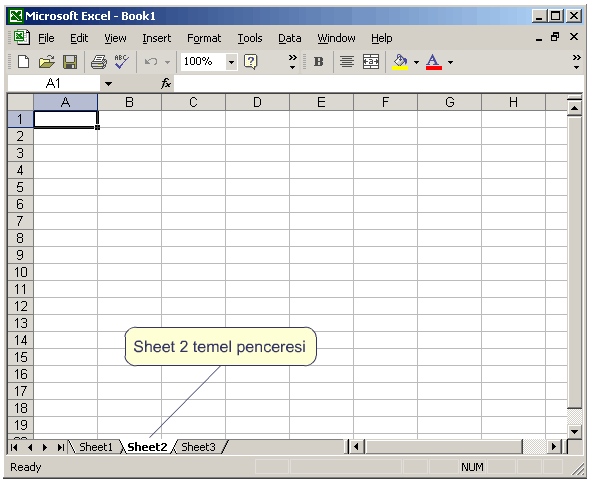 Microsoft Excel - Book1
File Edit View Insert Format Tools Data Window Help
ABC 100% ? » B A »
A1 fx
A B C D E F G H
1
2
3
4
5
6
7
8
9
10
11
12
13
14
15
16
17
18
19
Sheet 2 temel penceresi
Sheet1 Sheet2 Sheet3
Ready NUM